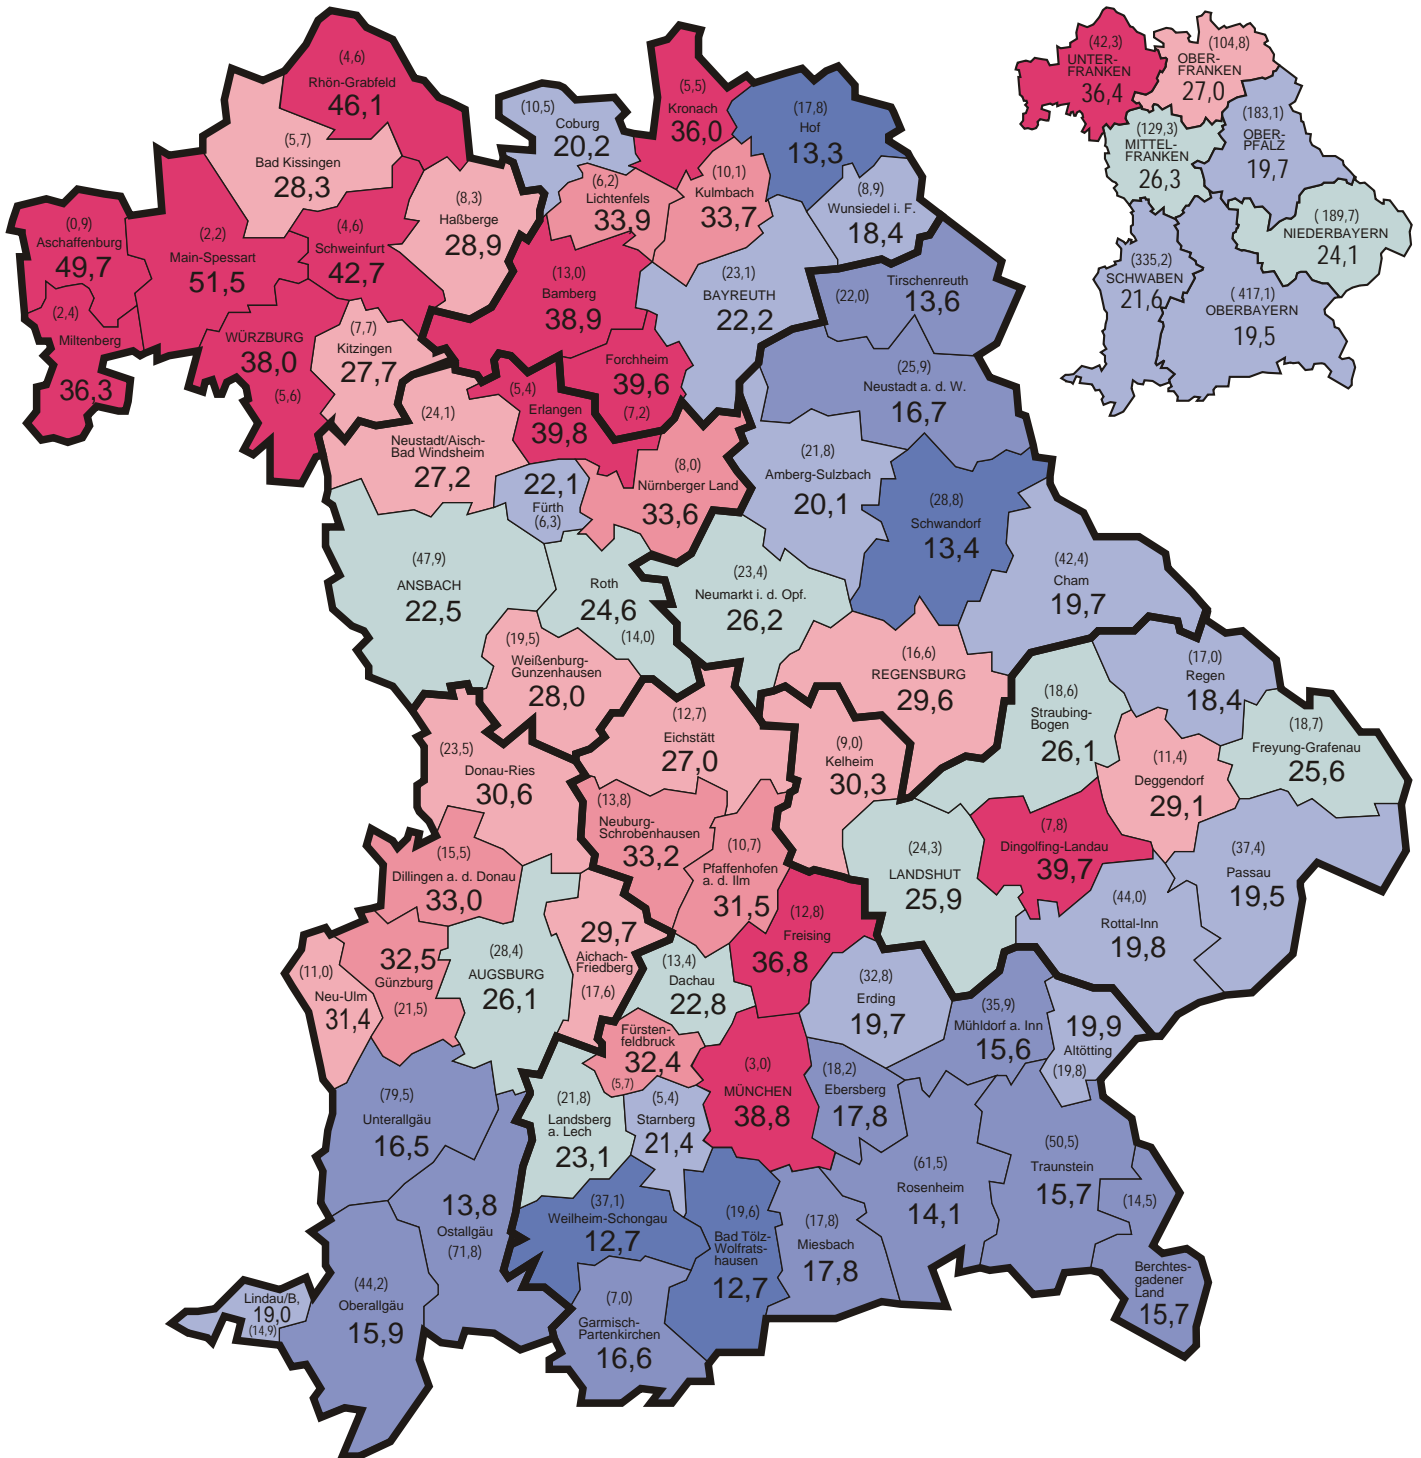 (4,6)
Rhön-Grabfeld
46,1
(5,7)
Bad Kissingen
28,3
(10,5)
Coburg
20,2
(5,5)
Kronach
36,0
(17,8)
Hof
13,3
(42,3)
UNTER-
FRANKEN
36,4
(104,8)
OBER-
FRANKEN
27,0
(129,3)
MITTEL-
FRANKEN
26,3
(183,1)
OBER-
PFALZ
19,7
( 189,7)
NIEDERBAYERN
24,1
(335,2)
SCHWABEN
21,6
( 417,1)
OBERBAYERN
19,5
(0,9)
Aschaffenburg
49,7
(2,2)
Main-Spessart
51,5
(4,6)
Schweinfurt
42,7
(8,3)
Haßberge
28,9
(6,2)
Lichtenfels
33,9
(10,1)
Kulmbach
33,7
(8,9)
Wunsiedel i. F.
18,4
(2,4)
Miltenberg
36,3
WÜRZBURG
38,0
(5,6)
(7,7)
Kitzingen
27,7
(13,0)
Bamberg
38,9
(23,1)
BAYREUTH
22,2
Tirschenreuth
(22,0)
13,6
Forchheim
39,6
(7,2)
(5,4)
Erlangen
39,8
(25,9)
Neustadt a. d. W.
16,7
(24,1)
Neustadt/Aisch-
Bad Windsheim
27,2
22,1
Fürth
(6,3)
(8,0)
Nürnberger Land
33,6
(21,8)
Amberg-Sulzbach
20,1
(28,8)
Schwandorf
13,4
(47,9)
ANSBACH
22,5
Roth
24,6
(14,0)
(23,4)
Neumarkt i. d. Opf.
26,2
(42,4)
Cham
19,7
(19,5)
Weißenburg-
Gunzenhausen
28,0
(16,6)
REGENSBURG
29,6
(17,0)
Regen
18,4
(18,6)
Straubing-
Bogen
26,1
(18,7)
Freyung-Grafenau
25,6
(23,5)
Donau-Ries
30,6
(12,7)
Eichstätt
27,0
(9,0)
Kelheim
30,3
(11,4)
Deggendorf
29,1
(13,8)
Neuburg-
Schrobenhausen
33,2
(10,7)
Pfaffenhofen
a. d. Ilm
31,5
(24,3)
LANDSHUT
25,9
(7,8)
Dingolfing-Landau
39,7
(37,4)
Passau
19,5
(15,5)
Dillingen a. d. Donau
33,0
(44,0)
Rottal-Inn
19,8
(11,0)
Neu-Ulm
31,4
32,5
Günzburg
(21,5)
(28,4)
AUGSBURG
26,1
29,7
Aichach-
Friedberg
(17,6)
(13,4)
Dachau
22,8
(12,8)
Freising
36,8
(32,8)
Erding
19,7
(35,9)
Mühldorf a. Inn
15,6
19,9
Altötting
(19,8)
Fürsten-
feldbruck
32,4
(5,7)
(3,0)
MÜNCHEN
38,8
(18,2)
Ebersberg
17,8
(79,5)
Unterallgäu
16,5
(21,8)
Landsberg
a. Lech
23,1
(5,4)
Starnberg
21,4
(61,5)
Rosenheim
14,1
(50,5)
Traunstein
15,7
13,8
Ostallgäu
(71,8)
(37,1)
Weilheim-Schongau
12,7
(19,6)
Bad Tölz-
Wolfrats-
hausen
12,7
(17,8)
Miesbach
17,8
(14,5)
Berchtes-
gadener
Land
15,7
Lindau/B,
19,0
(14,9)
(44,2)
Oberallgäu
15,9
(7,0)
Garmisch-
Partenkirchen
16,6